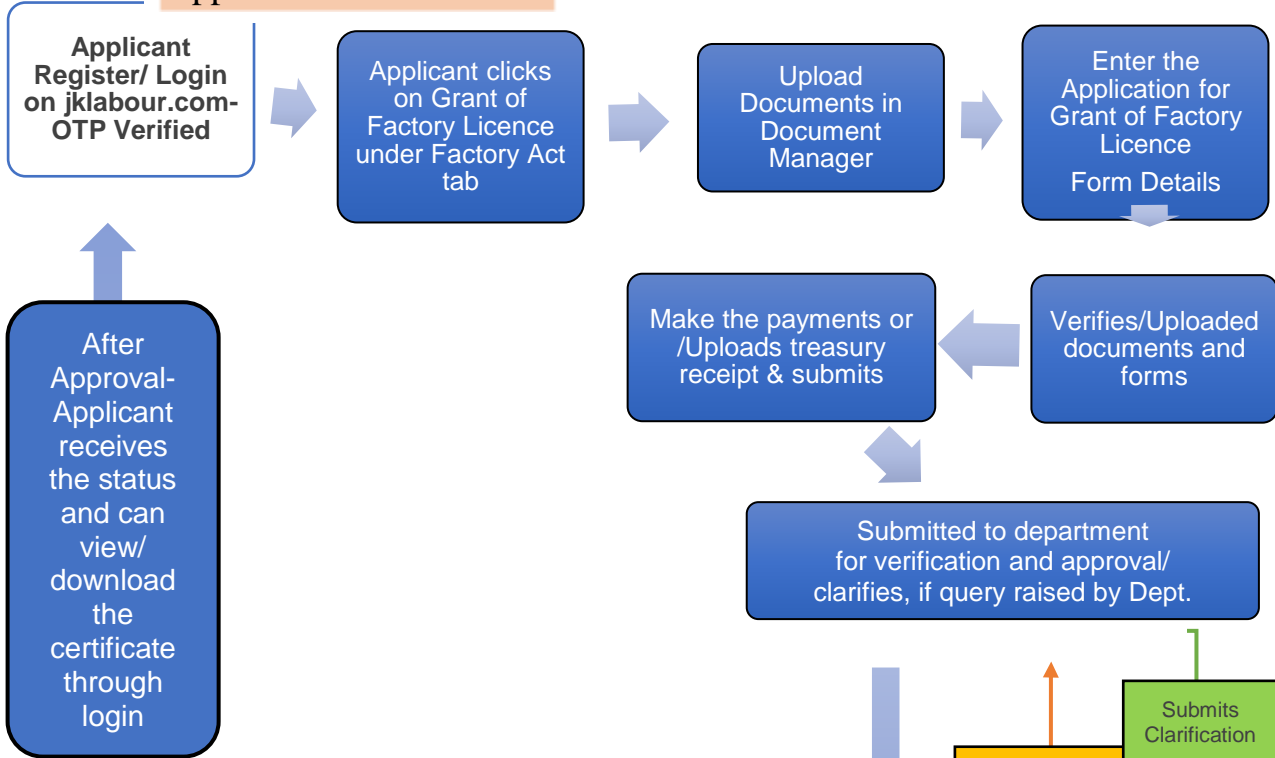 Applicant
Register/ Login
on jklabour.com-
OTP Verified
Applicant clicks
on Grant of
Factory Licence
under Factory Act
tab
Upload
Documents in
Document
Manager
Enter the
Application for
Grant of Factory
Licence
Form Details
Verifies/Uploaded
documents and
forms
Make the payments or
/Uploads treasury
receipt & submits
Submitted to department
for verification and approval/
clarifies, if query raised by Dept.
Submits
Clarification
After
Approval-
Applicant
receives
the status
and can
view/
download
the
certificate
through
login